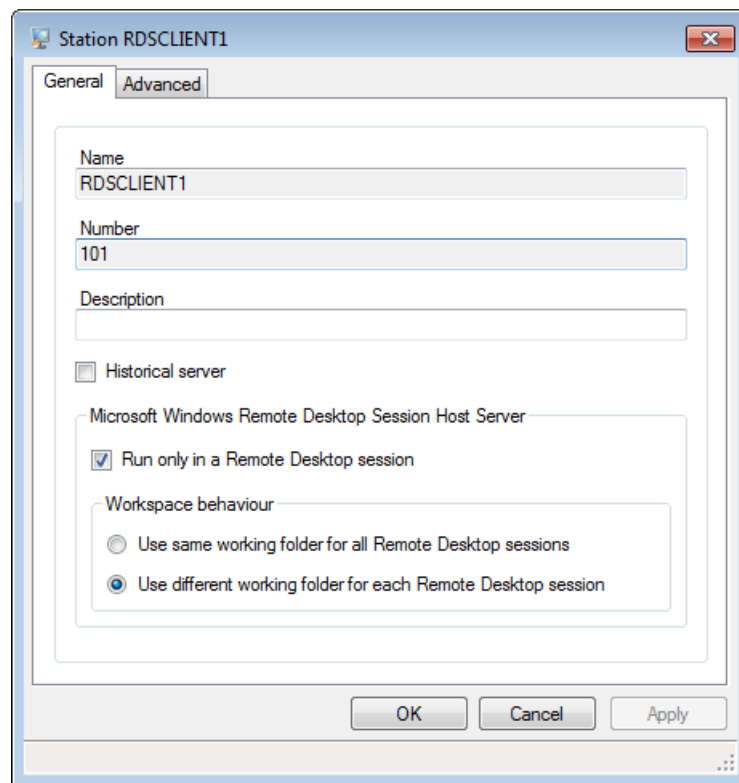 Station RDSCLIENT1
General Advanced
Name
RDSCLIENT1
Number
101
Description
Historical server
Microsoft Windows Remote Desktop Session Host Server
Run only in a Remote Desktop session
Workspace behaviour
Use same working folder for all Remote Desktop sessions
Use different working folder for each Remote Desktop session
OK Cancel Apply